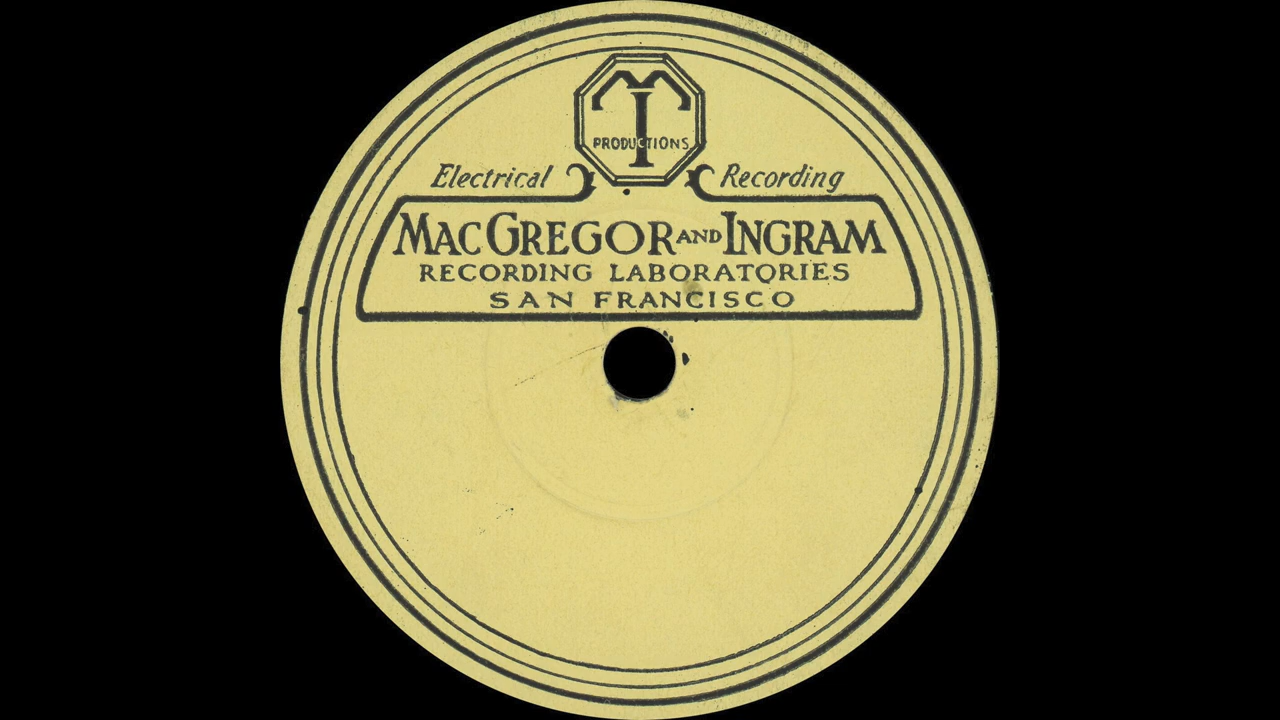 PRODUCTIONS
Electrical Recording
MACGREGOR AND INGRAM
RECORDING LABORATORIES
SAN FRANCISCO